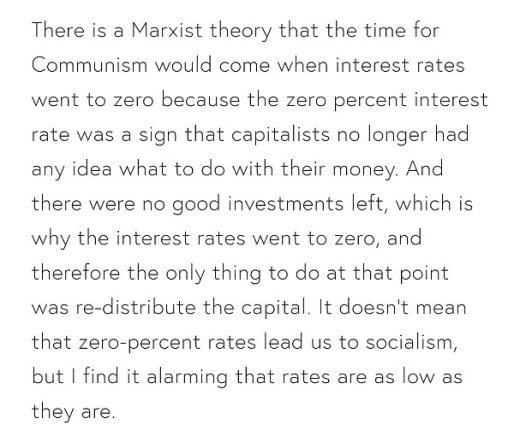 There is a Marxist theory that the time for
Communism would come when interest rates
went to zero because the zero percent interest
rate was a sign that capitalists no longer had
any idea what to do with their money. And
there were no good investments left, which is
why the interest rates went to zero, and
therefore the only thing to do at that point
was re-distribute the capital. It doesn't mean
that zero-percent rates lead us to socialism,
but I find it alarming that rates are as low as
they are.